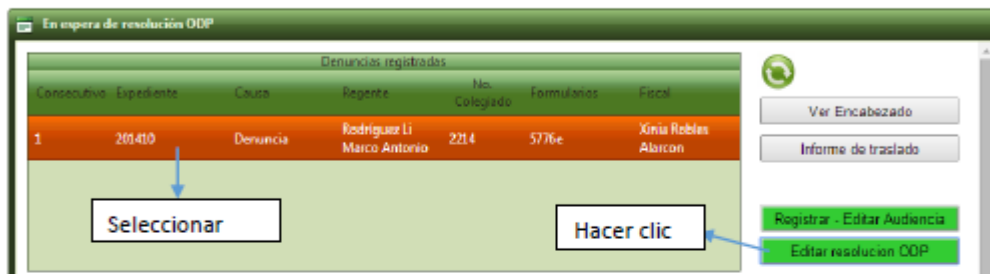 En espera de resolución ODP
Denuncias registradas
Consecutivo Expediente Causa Regente No. Colegiado Formularios Fiscal
1 201410 Denuncia Rodríguez Li Marco Antonio 2214 5776e Xinia Robles Alarcon
Ver Encabezado
Informe de traslado
Seleccionar
Hacer clic
Registrar - Editar Audiencia
Editar resolucion ODP